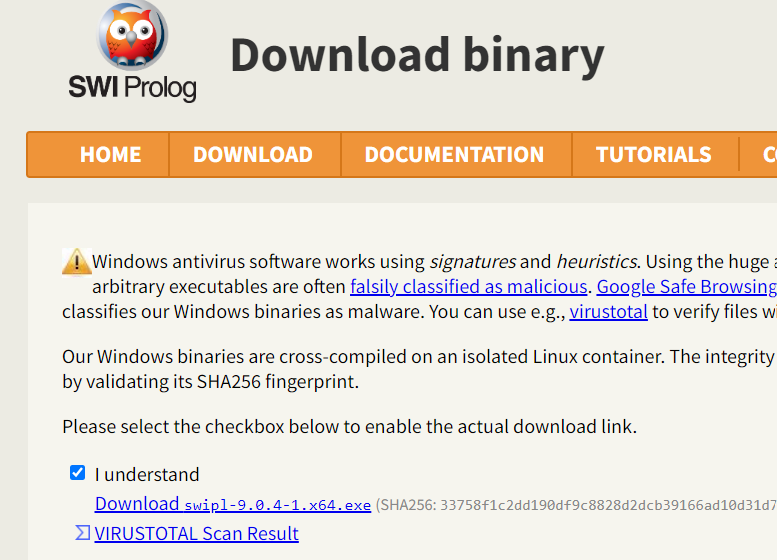 SWI Prolog
Download binary
HOME DOWNLOAD DOCUMENTATION TUTORIALS
Windows antivirus software works using signatures and heuristics. Using the huge
arbitrary executables are often falsily classified as malicious. Google Safe Browsing
classifies our Windows binaries as malware. You can use e.g., virustotal to verify files
Our Windows binaries are cross-compiled on an isolated Linux container. The integrity
by validating its SHA256 fingerprint.
Please select the checkbox below to enable the actual download link.
I understand
Download swipl-9.0.4-1.x64.exe (SHA256: 33758f1c2dd190df9c8828d2dcb39166ad10d31d7
VIRUSTOTAL Scan Result